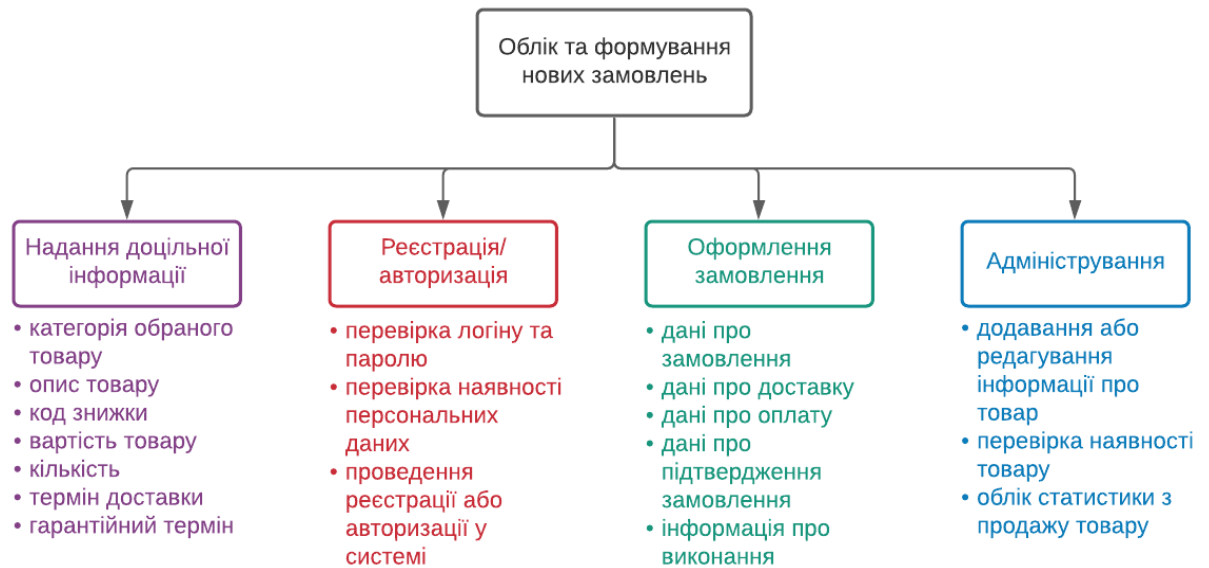 Облік та формування
нових замовлень
Надання доцільної
інформації
• категорія обраного
товару
• опис товару
• код знижки
• вартість товару
• кількість
• термін доставки
• гарантійний термін
Реєстрація/
авторизація
• перевірка логіну та
паролю
• перевірка наявності
персональних
даних
• проведення
реєстрації або
авторизації у
системі
Оформлення
замовлення
• дані про
замовлення
• дані про доставку
• дані про оплату
• дані про
підтвердження
замовлення
• інформація про
виконання
Адміністрування
• додавання або
редагування
інформації про
товар
• перевірка наявності
товару
• облік статистики з
продажу товару